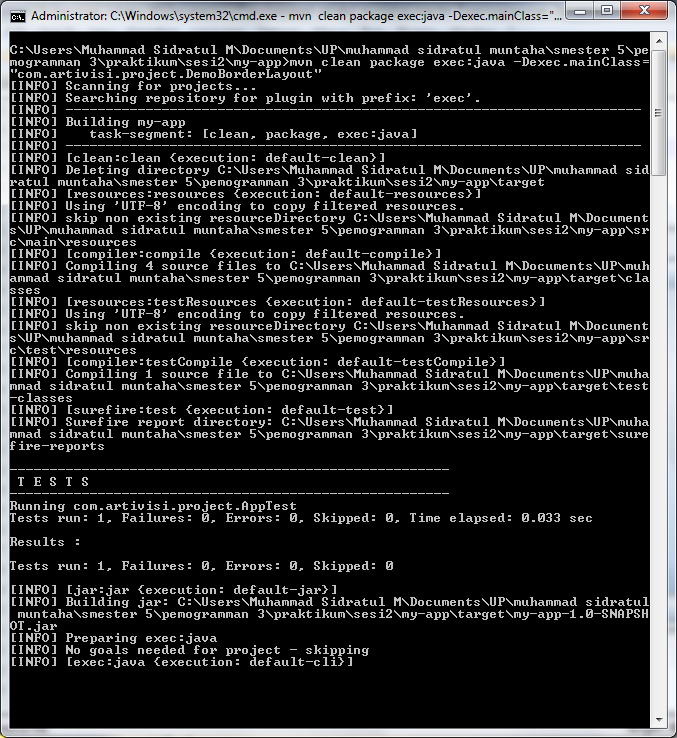 Administrator: C:\Windows\system32\cmd.exe - mvn  clean package exec:java -Dexec.mainClass="...
C:\Users\Muhammad Sidratul M\Documents\UP\muhammad sidratul muntaha\smester 5\pe
mogramman 3\praktikum\sesi2\my-app>mvn clean package exec:java -Dexec.mainClass=
"com.artivisi.project.DemoBorderLayout"
[INFO] Scanning for projects...
[INFO] Searching repository for plugin with prefix: 'exec'.
[INFO] ------------------------------------------------------------------------
[INFO] Building my-app
[INFO]    task-segment: [clean, package, exec:java]
[INFO] ------------------------------------------------------------------------
[INFO] [clean:clean {execution: default-clean}]
[INFO] Deleting directory C:\Users\Muhammad Sidratul M\Documents\UP\muhammad sid
ratul muntaha\smester 5\pemogramman 3\praktikum\sesi2\my-app\target
[INFO] [resources:resources {execution: default-resources}]
[INFO] Using 'UTF-8' encoding to copy filtered resources.
[INFO] skip non existing resourceDirectory C:\Users\Muhammad Sidratul M\Document
s\UP\muhammad sidratul muntaha\smester 5\pemogramman 3\praktikum\sesi2\my-app\sr
c\main\resources
[INFO] [compiler:compile {execution: default-compile}]
[INFO] Compiling 4 source files to C:\Users\Muhammad Sidratul M\Documents\UP\muh
ammad sidratul muntaha\smester 5\pemogramman 3\praktikum\sesi2\my-app\target\cla
sses
[INFO] [resources:testResources {execution: default-testResources}]
[INFO] Using 'UTF-8' encoding to copy filtered resources.
[INFO] skip non existing resourceDirectory C:\Users\Muhammad Sidratul M\Document
s\UP\muhammad sidratul muntaha\smester 5\pemogramman 3\praktikum\sesi2\my-app\sr
c\test\resources
[INFO] [compiler:testCompile {execution: default-testCompile}]
[INFO] Compiling 1 source file to C:\Users\Muhammad Sidratul M\Documents\UP\muha
mmad sidratul muntaha\smester 5\pemogramman 3\praktikum\sesi2\my-app\target\test
-classes
[INFO] [surefire:test {execution: default-test}]
[INFO] Surefire report directory: C:\Users\Muhammad Sidratul M\Documents\UP\muha
mmad sidratul muntaha\smester 5\pemogramman 3\praktikum\sesi2\my-app\target\sure
fire-reports
-------------------------------------------------------
 T E S T S
-------------------------------------------------------
Running com.artivisi.project.AppTest
Tests run: 1, Failures: 0, Errors: 0, Skipped: 0, Time elapsed: 0.033 sec
Results :
Tests run: 1, Failures: 0, Errors: 0, Skipped: 0
[INFO] [jar:jar {execution: default-jar}]
[INFO] Building jar: C:\Users\Muhammad Sidratul M\Documents\UP\muhammad sidratul
 muntaha\smester 5\pemogramman 3\praktikum\sesi2\my-app\target\my-app-1.0-SNAPSH
OT.jar
[INFO] Preparing exec:java
[INFO] No goals needed for project - skipping
[INFO] [exec:java {execution: default-cli}]